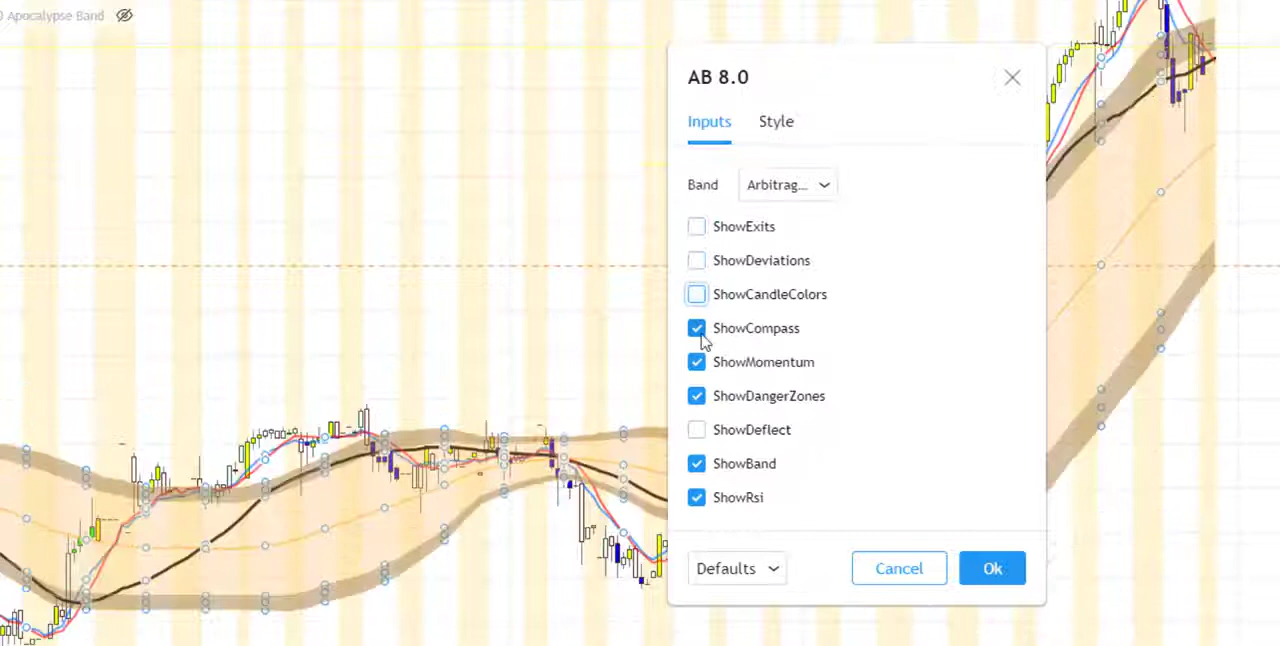 Apocalypse Band
AB 8.0
Inputs Style
Band Arbitrag...
ShowExits
ShowDeviations
ShowCandleColors
ShowCompass
ShowMomentum
ShowDangerZones
ShowDeflect
ShowBand
ShowRsi
Defaults Cancel Ok